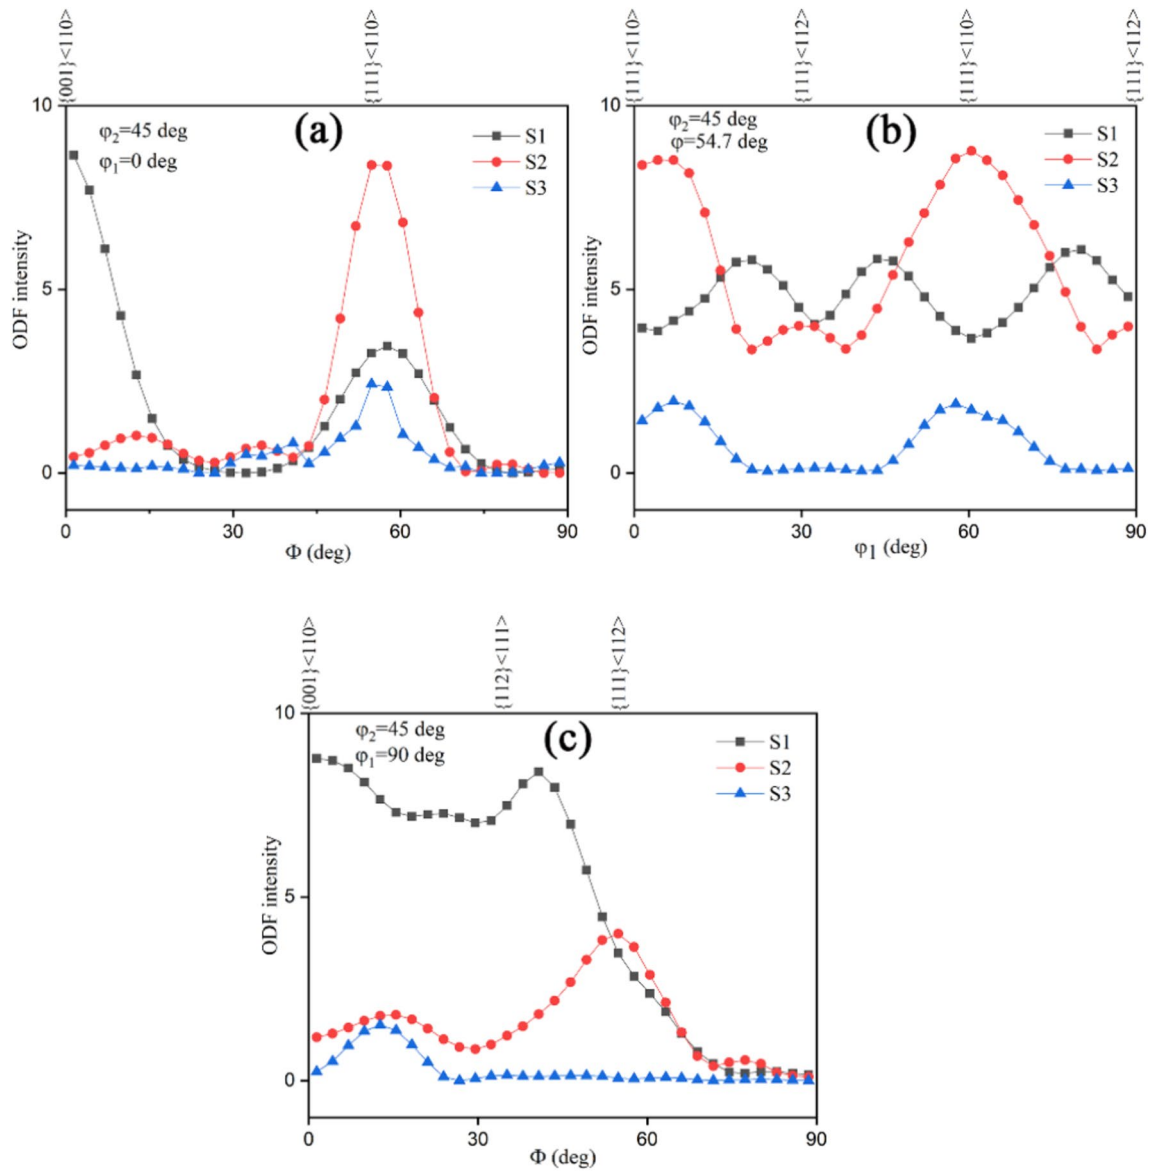 {001}<110>
{111}<110>
{111}<110>
{111}<112>
{111}<110>
{111}<112>
10
5
0
ODF intensity
φ₂=45 deg
φ₁=0 deg
(a)
S1
S2
S3
0
30
60
90
Φ (deg)
10
5
0
ODF intensity
φ₂=45 deg
φ=54.7 deg
(b)
S1
S2
S3
0
30
60
90
φ₁ (deg)
{001}<110>
{112}<111>
{111}<112>
10
5
0
ODF intensity
φ₂=45 deg
φ₁=90 deg
(c)
S1
S2
S3
0
30
60
90
Φ (deg)